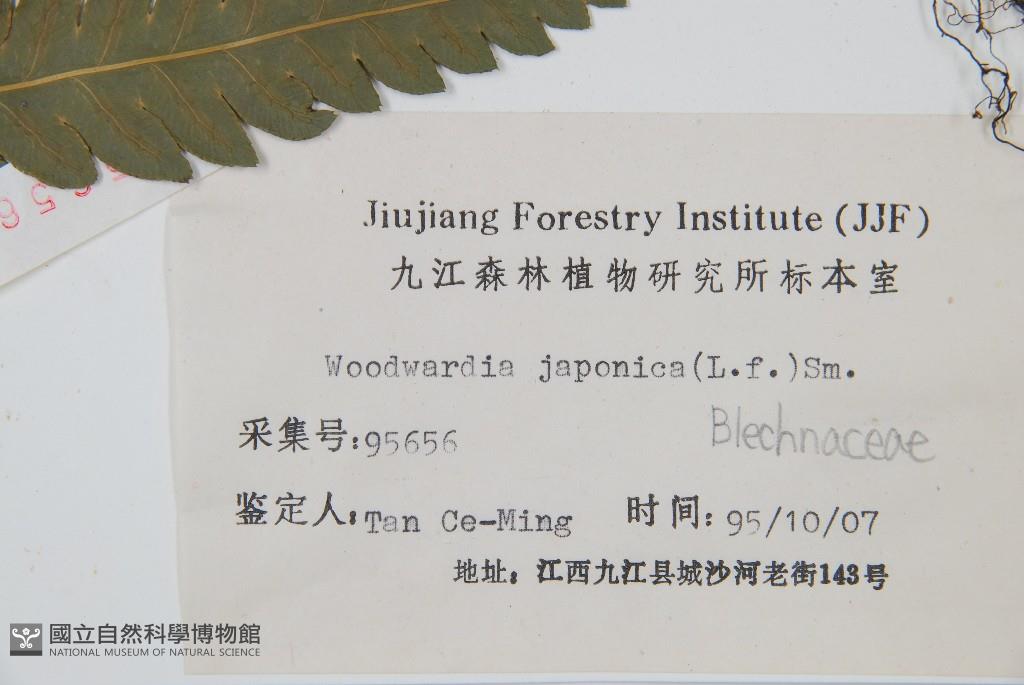 Jiujiang Forestry Institute (JJF)
九江森林植物研究所标本室
Woodwardia japonica(L.f.)Sm.
采集号:95656
Blechnaceae
鉴定人:Tan Ce-Ming 时间:95/10/07
地址:江西九江县城沙河老街143号
國立自然科學博物館
NATIONAL MUSEUM OF NATURAL SCIENCE